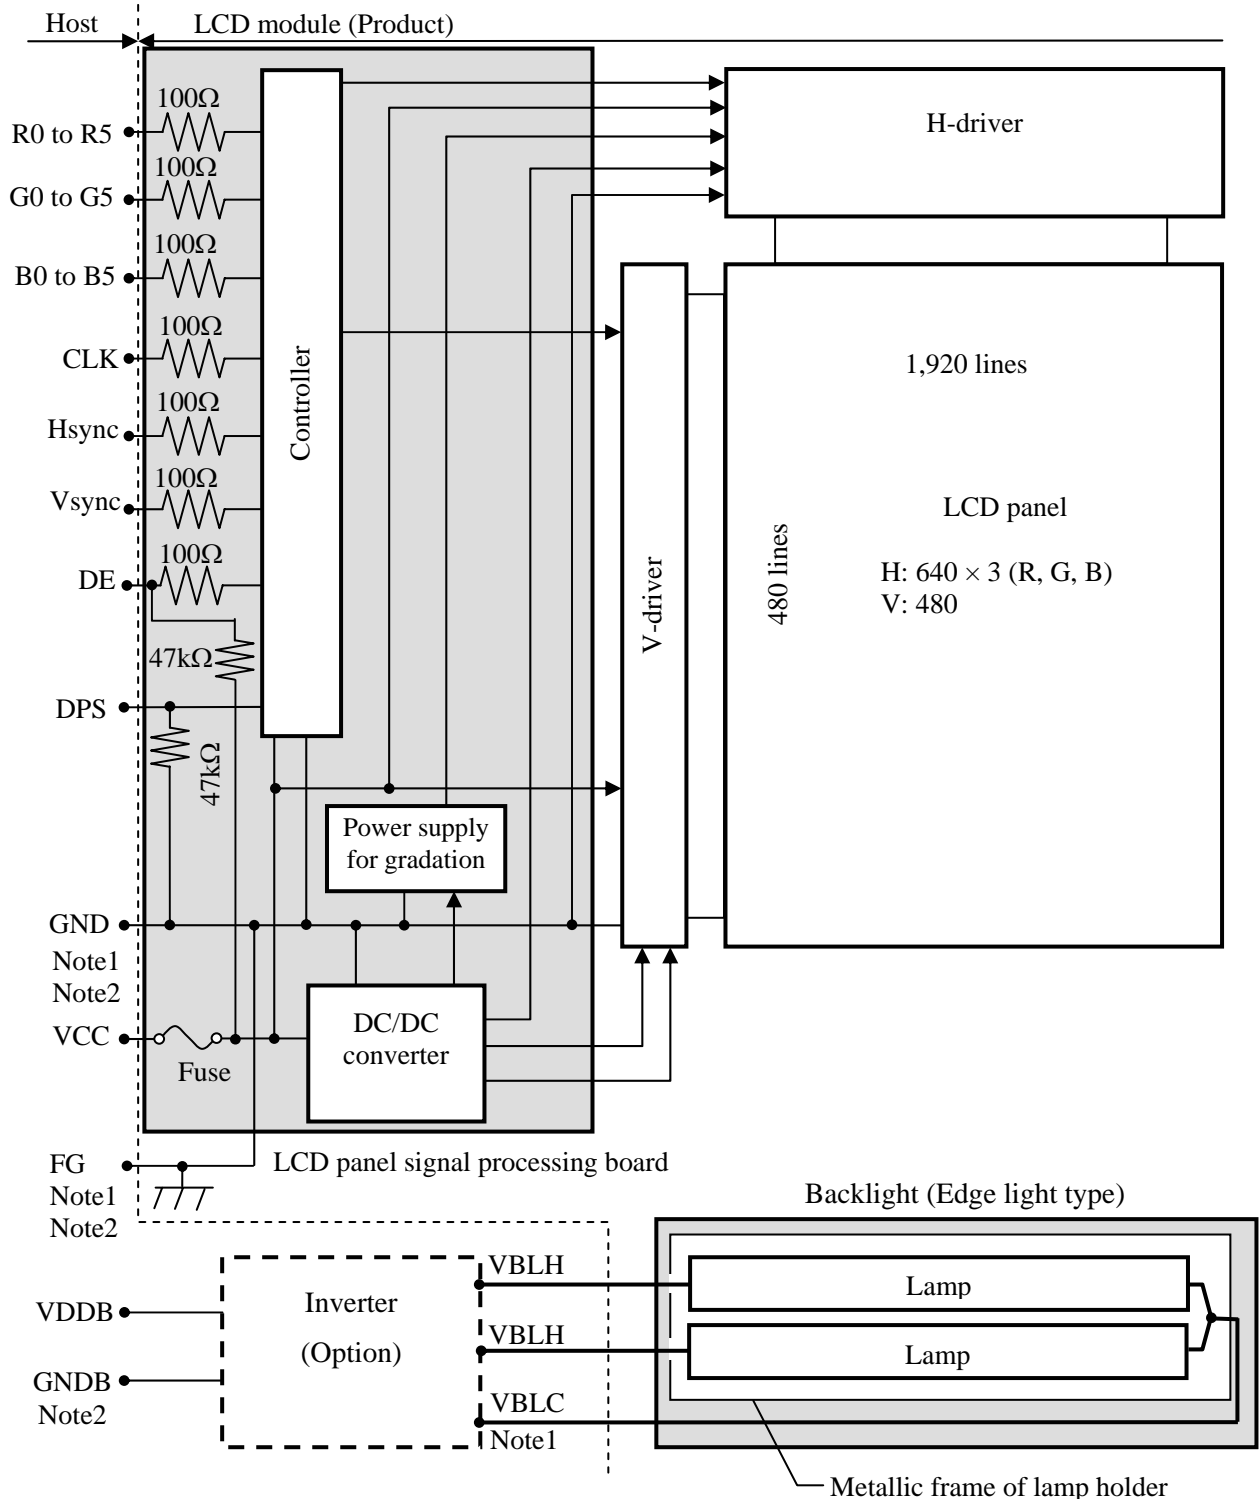 Host
LCD module (Product)
100Ω
R0 to R5
100Ω
G0 to G5
100Ω
B0 to B5
100Ω
CLK
100Ω
Hsync
100Ω
Vsync
100Ω
DE
47kΩ
DPS
47kΩ
Controller
H-driver
V-driver
1,920 lines
480 lines
LCD panel
H: 640 × 3 (R, G, B)
V: 480
Power supply
for gradation
GND
Note1
Note2
VCC
Fuse
DC/DC
converter
FG
Note1
Note2
LCD panel signal processing board
Backlight (Edge light type)
VDDB
GNDB
Note2
Inverter
(Option)
VBLH
VBLH
VBLC
Note1
Lamp
Lamp
Metallic frame of lamp holder